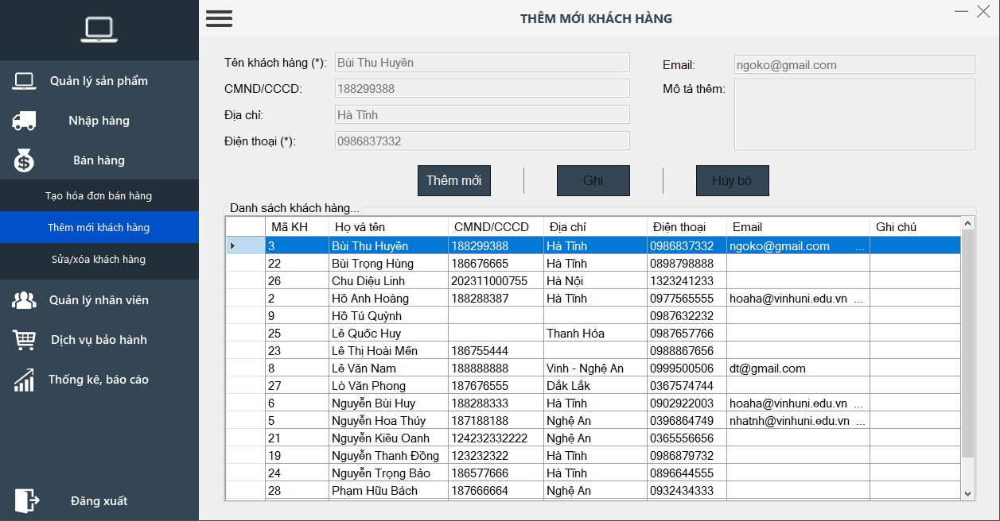 THÊM MỚI KHÁCH HÀNG
Quản lý sản phẩm
Nhập hàng
Bán hàng
Tạo hóa đơn bán hàng
Thêm mới khách hàng
Sửa/xóa khách hàng
Quản lý nhân viên
Dịch vụ bảo hành
Thống kê, báo cáo
Đăng xuất
Tên khách hàng (*): Bùi Thu Huyền
CMND/CCCD: 188299388
Địa chỉ: Hà Tĩnh
Điện thoại (*): 0986837332
Email: ngoko@gmail.com
Mô tả thêm:
Thêm mới Ghi Hủy bỏ
Danh sách khách hàng...
Mã KH Họ và tên CMND/CCCD Địa chỉ Điện thoại Email Ghi chú
3 Bùi Thu Huyền 188299388 Hà Tĩnh 0986837332 ngoko@gmail.com ...
22 Bùi Trọng Hùng 186676665 Hà Tĩnh 0898798888
26 Chu Diệu Linh 202311000755 Hà Nội 1323241233
2 Hồ Anh Hoàng 188288387 Hà Tĩnh 0977565555 hoaha@vinhuni.edu.vn ...
9 Hồ Tú Quỳnh 0987632232
25 Lê Quốc Huy Thanh Hóa 0987657766
23 Lê Thị Hoài Mến 186755444 0988867656
8 Lê Văn Nam 188888888 Vinh - Nghệ An 0999500506 dt@gmail.com
27 Lò Văn Phong 187676555 Dắk Lắk 0367574744
6 Nguyễn Bùi Huy 188288333 Hà Tĩnh 0902922003 hoaha@vinhuni.edu.vn ...
5 Nguyễn Hoa Thúy 187188188 Nghệ An 0396864749 nhatnh@vinhuni.edu.vn ...
21 Nguyễn Kiều Oanh 124232332222 Nghệ An 0365556656
19 Nguyễn Thanh Đồng 123232322 Hà Tĩnh 0986879732
24 Nguyễn Trọng Bảo 186577666 Hà Tĩnh 0896644555
28 Phạm Hữu Bách 187666664 Nghệ An 0932434333